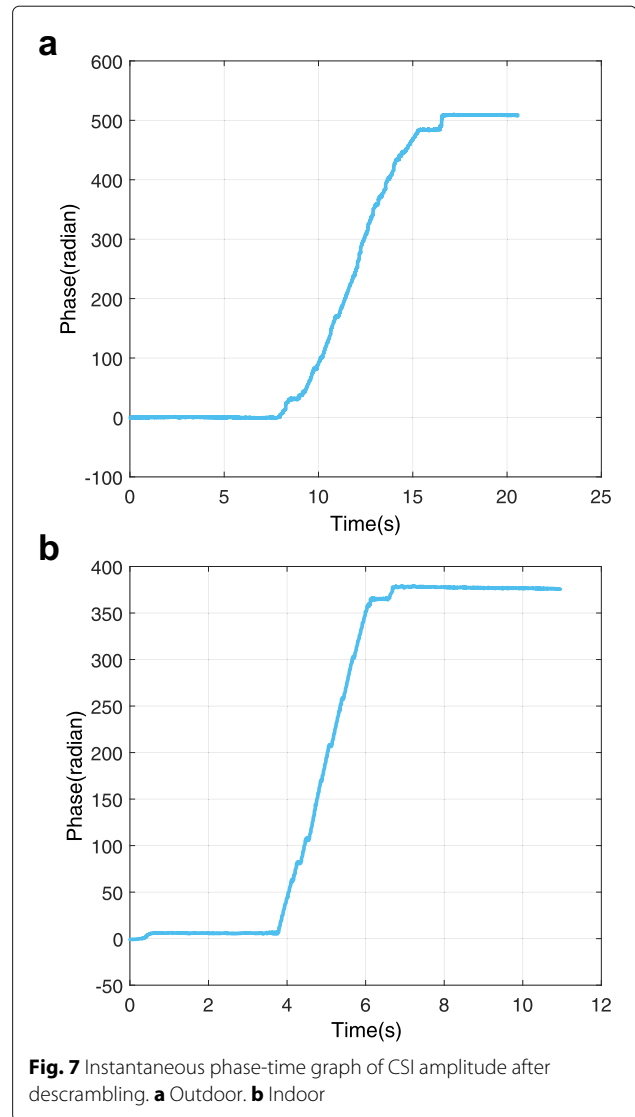 a
600
500
400
300
200
100
0
-100
Phase(radian)
0 5 10 15 20 25
Time(s)
b
400
350
300
250
200
150
100
50
0
-50
Phase(radian)
0 2 4 6 8 10 12
Time(s)
Fig. 7 Instantaneous phase-time graph of CSI amplitude after
descrambling. a Outdoor. b Indoor